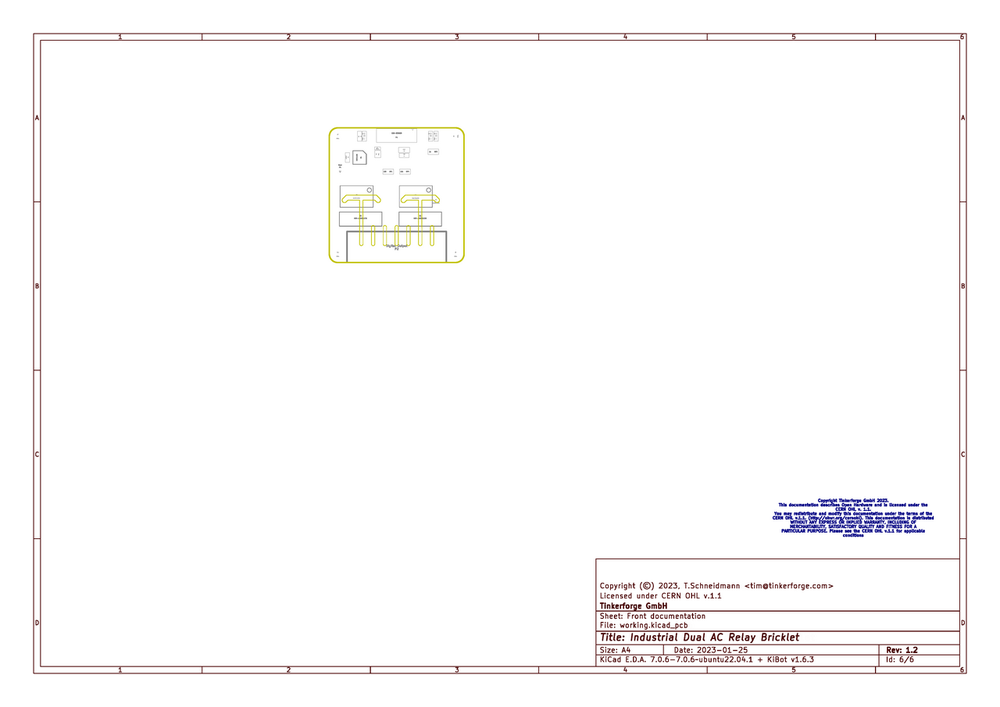 1 2 3 4 5 6
A A
Digital Output
B B
C C
Copyright Tinkerforge GmbH 2023.
This documentation describes Open Hardware and is licensed under the
CERN OHL v. 1.1.
You may redistribute and modify this documentation under the terms of the
CERN OHL v.1.1. (http://ohwr.org/cernohl). This documentation is distributed
WITHOUT ANY EXPRESS OR IMPLIED WARRANTY, INCLUDING OF
MERCHANTABILITY, SATISFACTORY QUALITY AND FITNESS FOR A
PARTICULAR PURPOSE. Please see the CERN OHL v.1.1 for applicable
conditions
Copyright (©) 2023, T.Schneidmann <tim@tinkerforge.com>
Licensed under CERN OHL v.1.1
Tinkerforge GmbH
Sheet: Front documentation
D D
File: working.kicad_pcb
Title: Industrial Dual AC Relay Bricklet
Size: A4 Date: 2023-01-25 Rev: 1.2
KiCad E.D.A. 7.0.6-7.0.6~ubuntu22.04.1 + KiBot v1.6.3 Id: 6/6
1 2 3 4 5 6